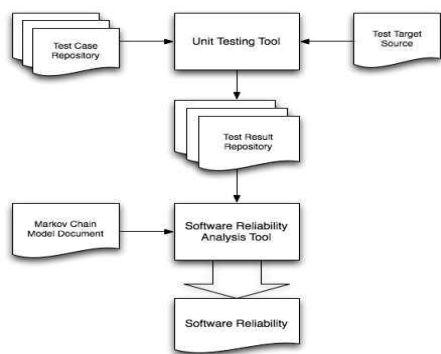 Test Case
Repository
Unit Testing Tool
Test Target
Source
Test Result
Repository
Markov Chain
Model Document
Software Reliability
Analysis Tool
Software Reliability